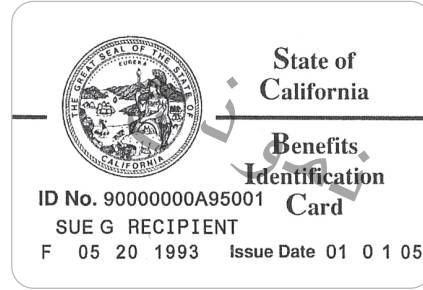 THE GREAT SEAL OF THE STATE OF
EUREKA
CALIFORNIA
State of
California
Benefits
Identification
Card
ID No. 90000000A95001
SUE G RECIPIENT
F 05 20 1993 Issue Date 01 0 1 05